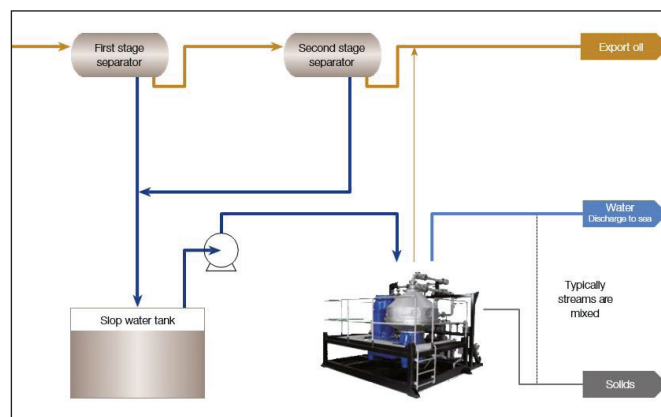 First stage
separator
Second stage
separator
Export oil
Water
Discharge to sea
Slop water tank
Typically
streams are
mixed
Solids